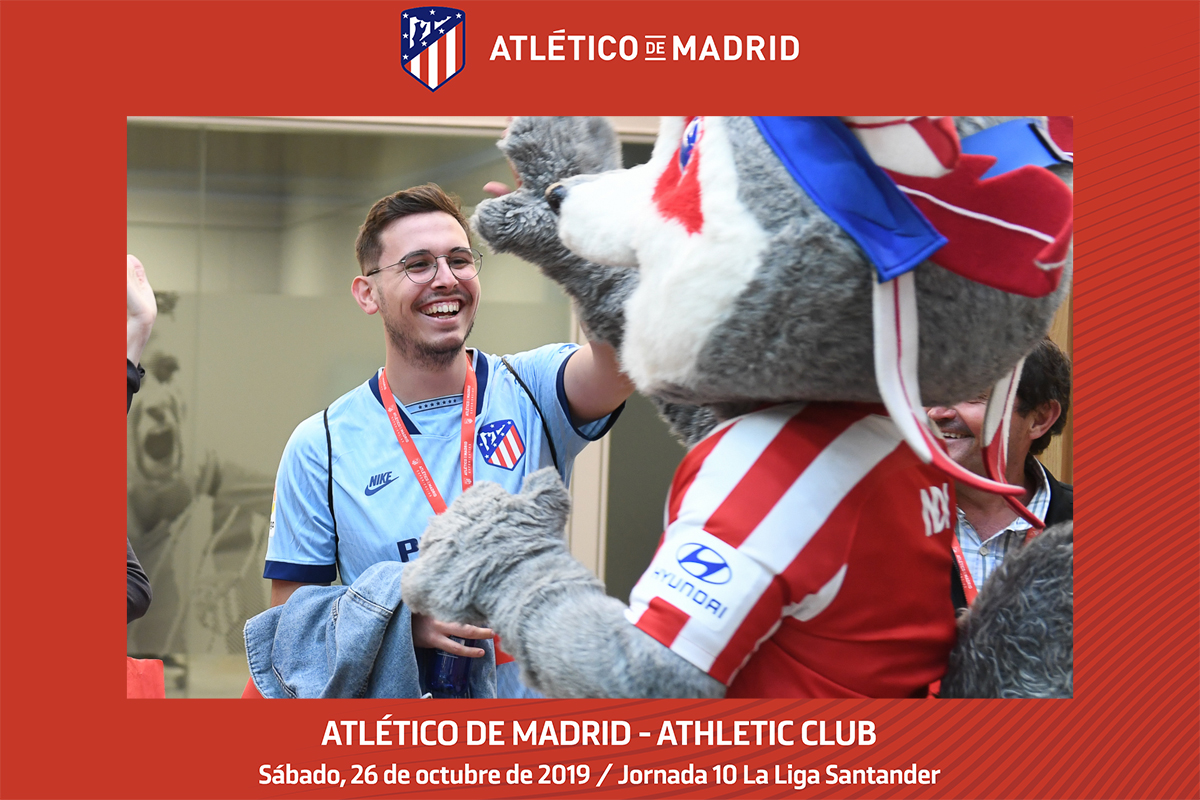 ATLÉTICO DE MADRID
NIKE
HYUNDAI
ATLÉTICO DE MADRID - ATHLETIC CLUB
Sábado, 26 de octubre de 2019 / Jornada 10 La Liga Santander